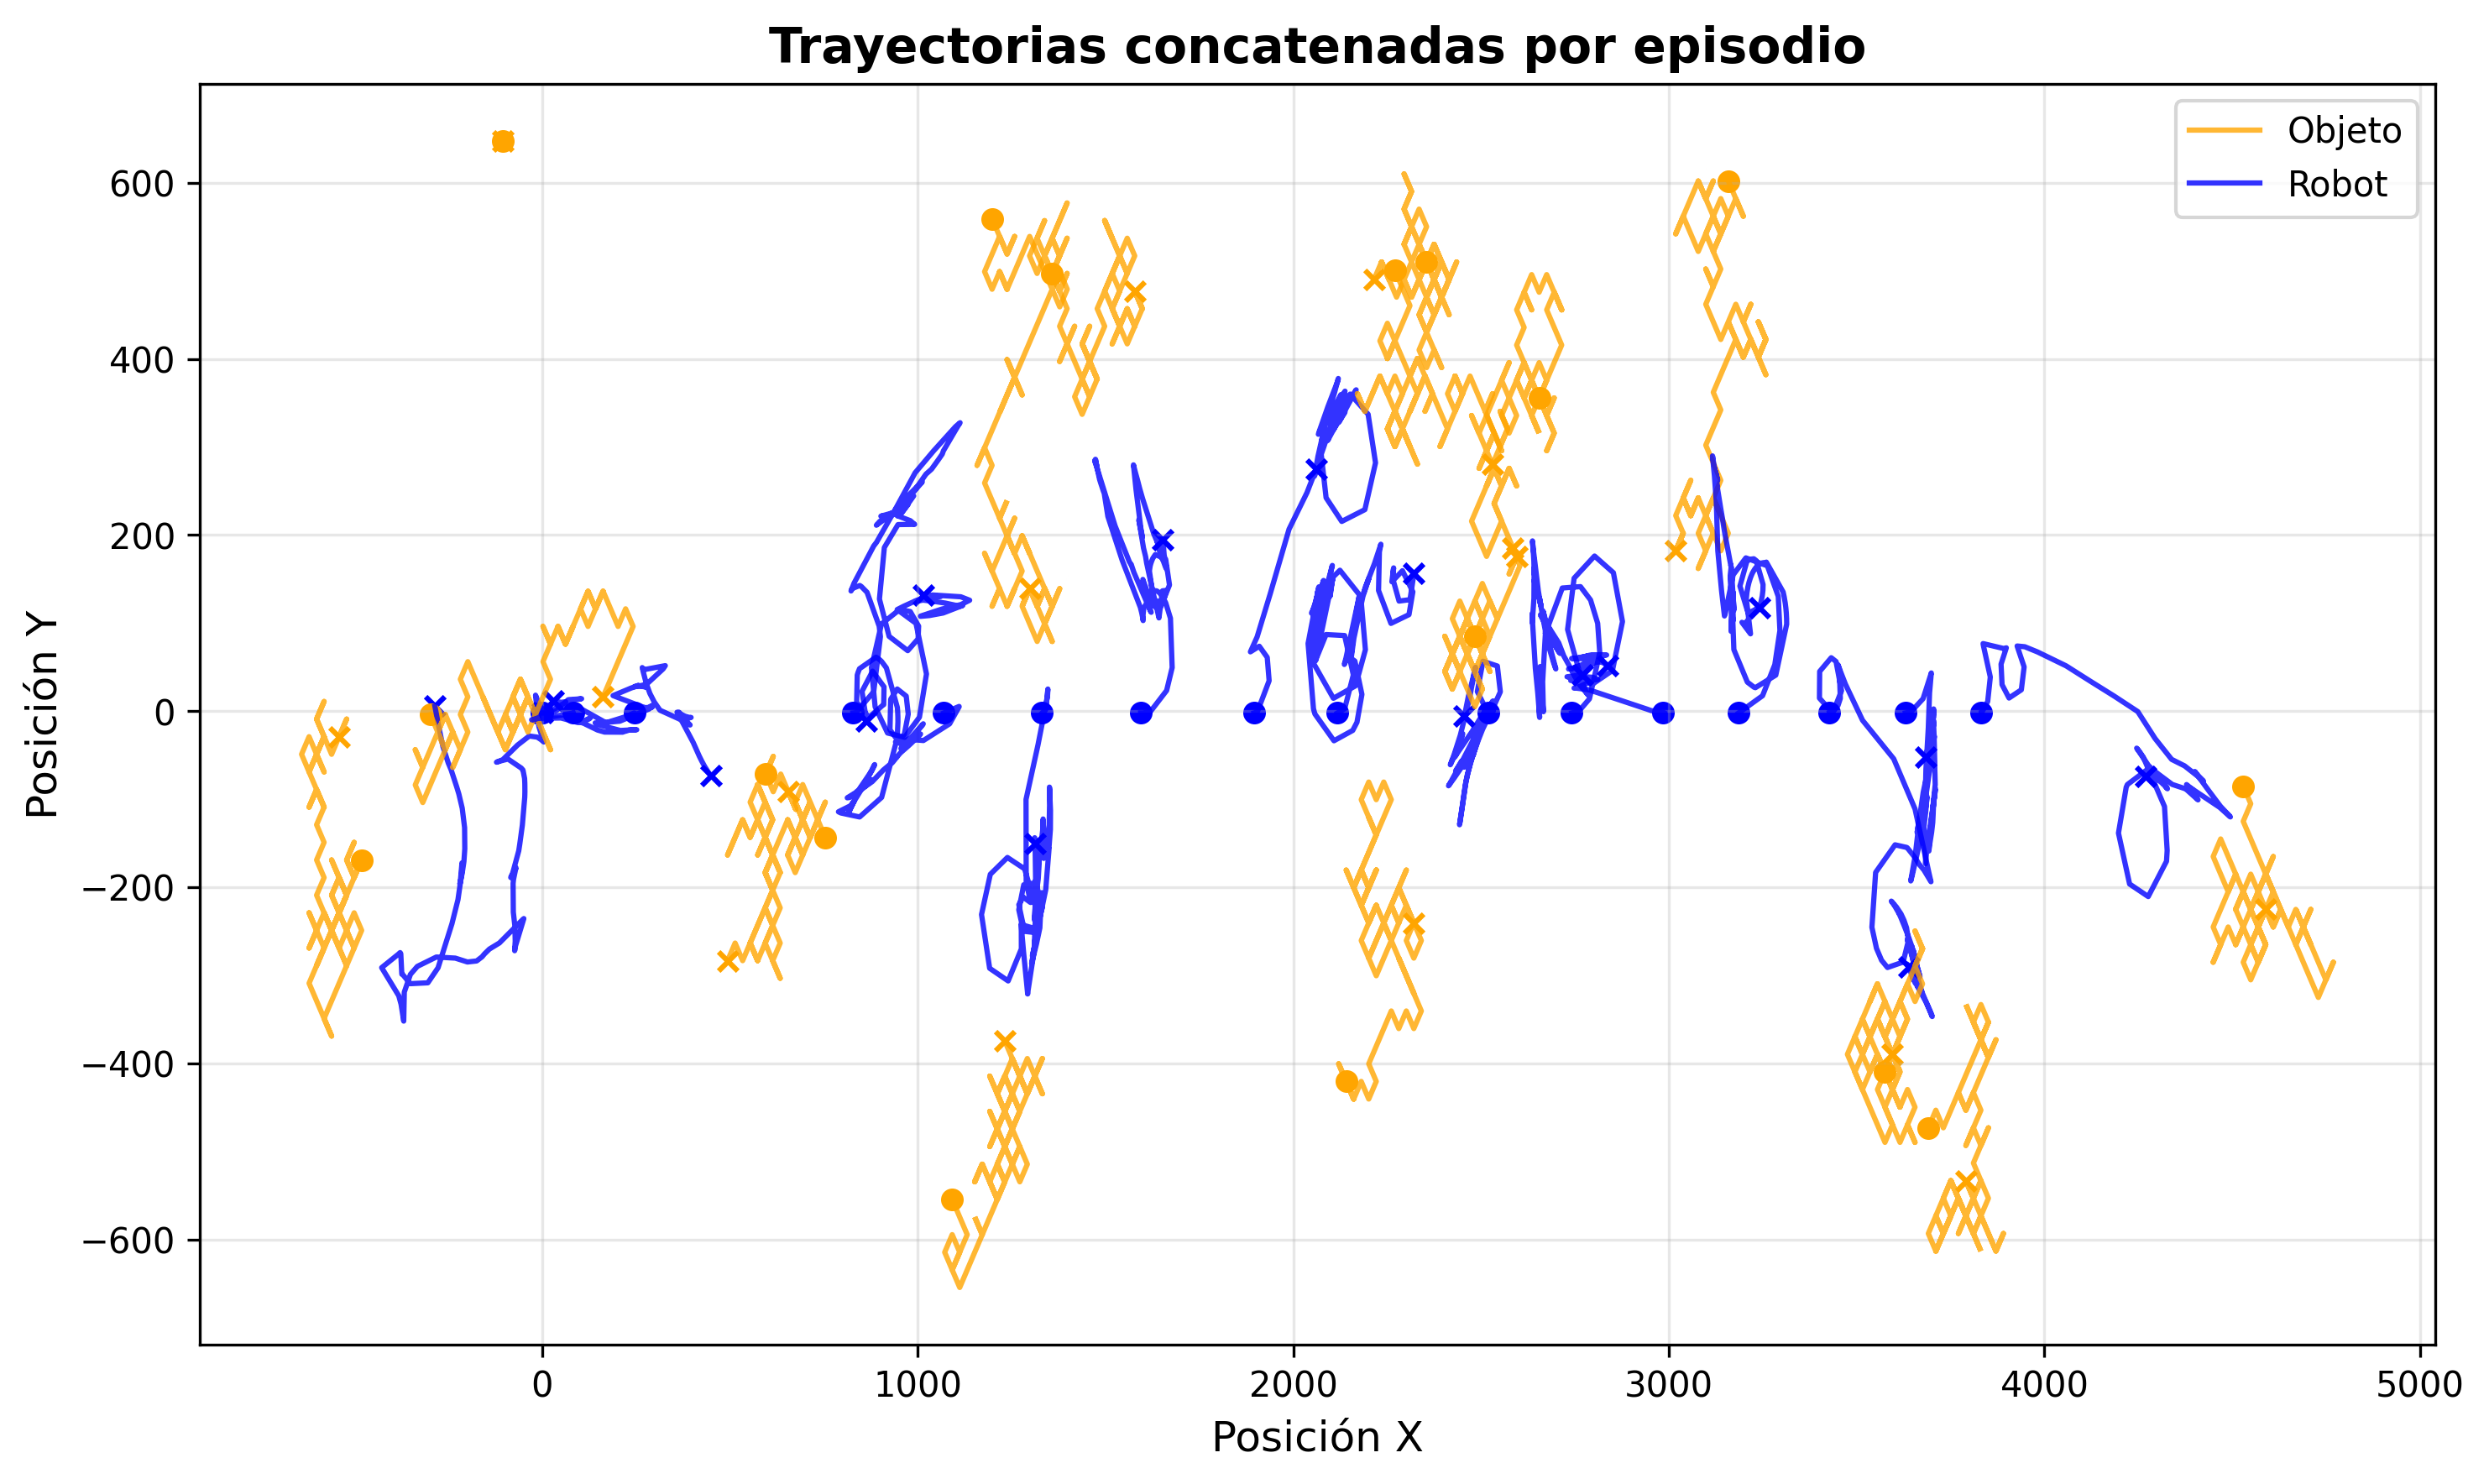 Trayectorias concatenadas por episodio
Objeto
Robot
Posición Y
600
400
200
0
−200
−400
−600
0
1000
2000
3000
4000
5000
Posición X